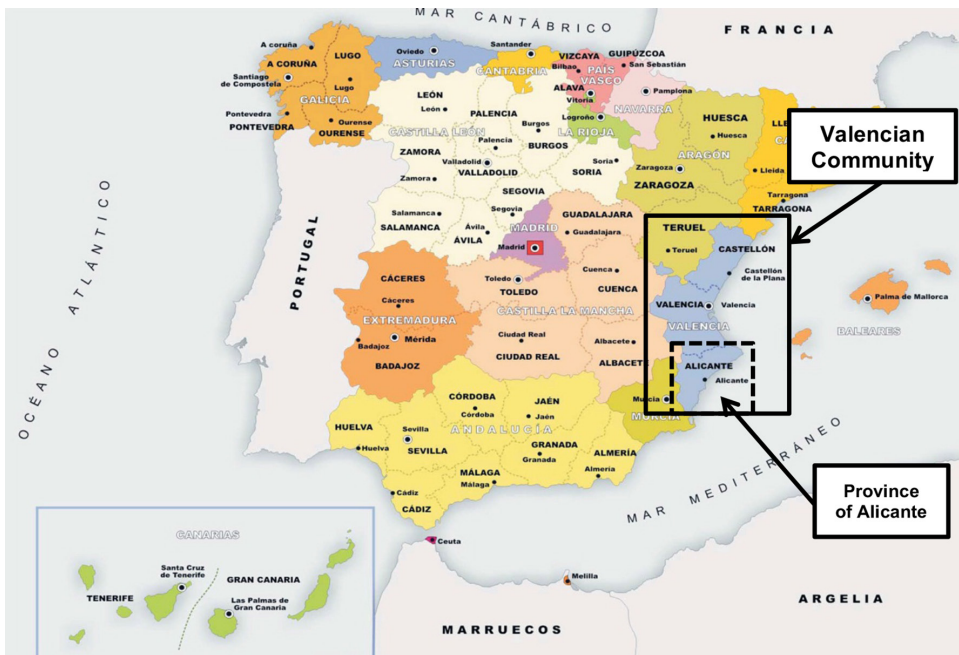 MAR CANTÁBRICO
FRANCIA
OCÉANO ATLÁNTICO
PORTUGAL
A coruña
A CORUÑA
LUGO
Santiago
de Compostela
Lugo
GALICIA
Pontevedra
PONTEVEDRA
Ourense
OURENSE
Oviedo
ASTURIAS
Santander
CANTABRIA
VIZCAYA
Bilbao
GUIPÚZCOA
San Sebastián
PAÍS
VASCO
ALAVA
Vitoria
Pamplona
NAVARRA
Logroño
LA RIOJA
LEÓN
León
PALENCIA
Burgos
CASTILLA LEÓN
BURGOS
ZAMORA
Palencia
Valladolid
VALLADOLID
Zamora
Soria
SORIA
SEGOVIA
Segovia
Salamanca
SALAMANCA
Ávila
ÁVILA
HUESCA
Huesca
ARAGÓN
Zaragoza
ZARAGOZA
TERUEL
Teruel
LLE
CA
Lleida
Tarragona
TARRAGONA
Valencian
Community
MADRID
Madrid
GUADALAJARA
Guadalajara
Cuenca
CUENCA
Toledo
TOLEDO
CASTILLA LA MANCHA
Ciudad Real
CIUDAD REAL
Albacete
ALBACETE
CÁCERES
Cáceres
EXTREMADURA
Badajoz
Mérida
BADAJOZ
CASTELLÓN
Castellón
de la Plana
VALENCIA
Valencia
VALENCIA
ALICANTE
Alicante
Murcia
MURCIA
Palma de Mallorca
BALEARES
CÓRDOBA
Córdoba
JAÉN
Jaén
ANDALUCÍA
HUELVA
Huelva
Sevilla
SEVILLA
GRANADA
Granada
ALMERÍA
Almería
MÁLAGA
Málaga
Cádiz
CÁDIZ
MAR MEDITERRÁNEO
Province
of Alicante
Ceuta
Melilla
MARRUECOS
ARGELIA
CANARIAS
Santa Cruz
de Tenerife
TENERIFE
GRAN CANARIA
Las Palmas de
Gran Canaria